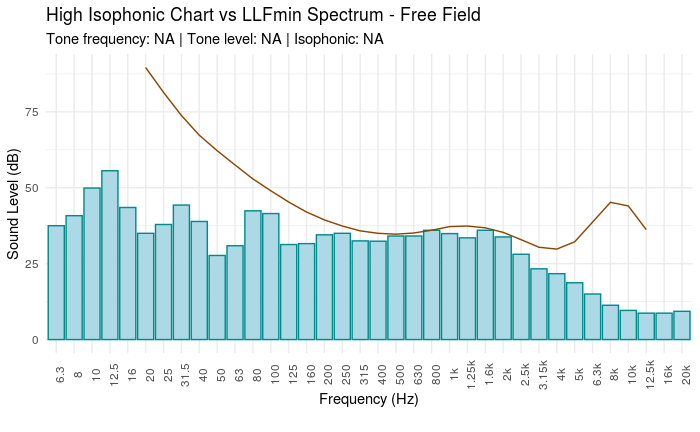 High Isophonic Chart vs LLFmin Spectrum - Free Field
Tone frequency: NA | Tone level: NA | Isophonic: NA
Sound Level (dB)
75
50
25
0
6.3
8
10
12.5
16
20
25
31.5
40
50
63
80
100
125
160
200
250
315
400
500
630
800
1k
1.25k
1.6k
2k
2.5k
3.15k
4k
5k
6.3k
8k
10k
12.5k
16k
20k
Frequency (Hz)